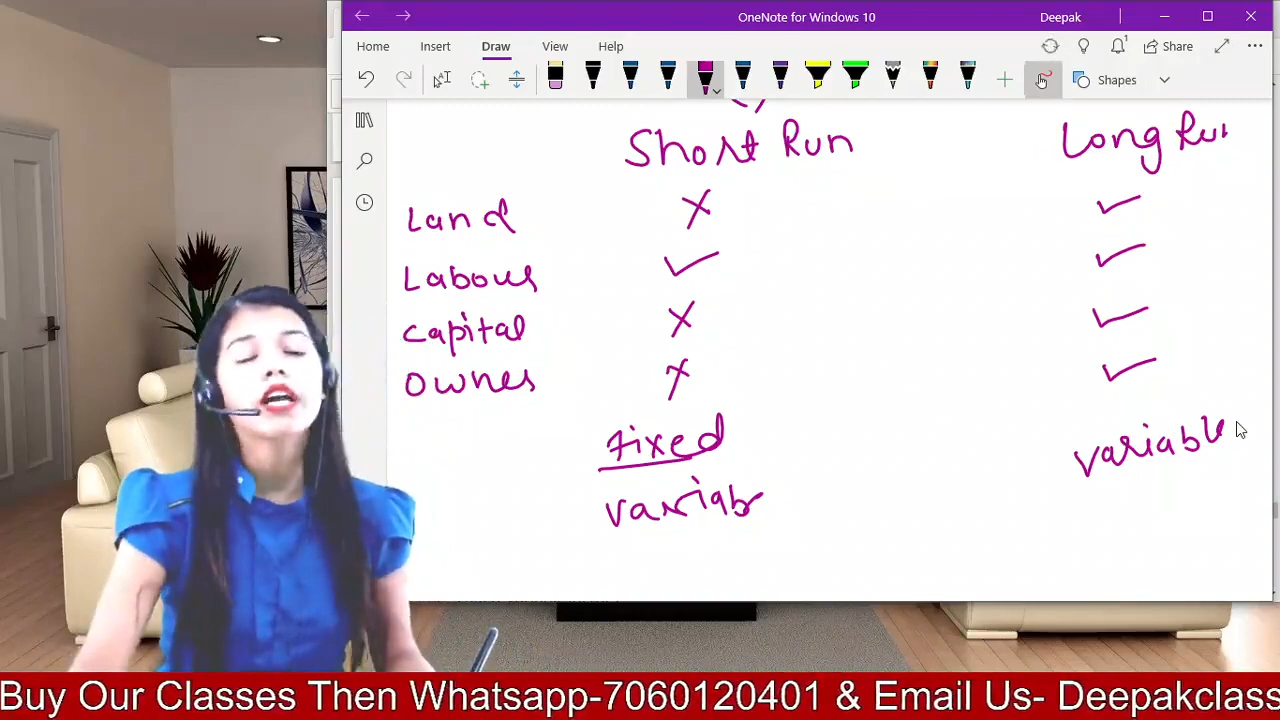 OneNote for Windows 10
Deepak
Home Insert Draw View Help Share
Shapes
Short Run Long Run
Land
Labour
Capital
Owner
Fixed
variable
variab
Buy Our Classes Then Whatsapp-7060120401 & Email Us- Deepakclass